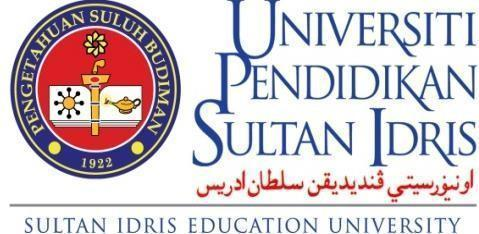 PENGETAHUAN SULUH BUDIMAN
1922
UNIVERSITI
PENDIDIKAN
SULTAN IDRIS
اونيۏرسيتي ڤنديديقن سلطان ادريس
SULTAN IDRIS EDUCATION UNIVERSITY